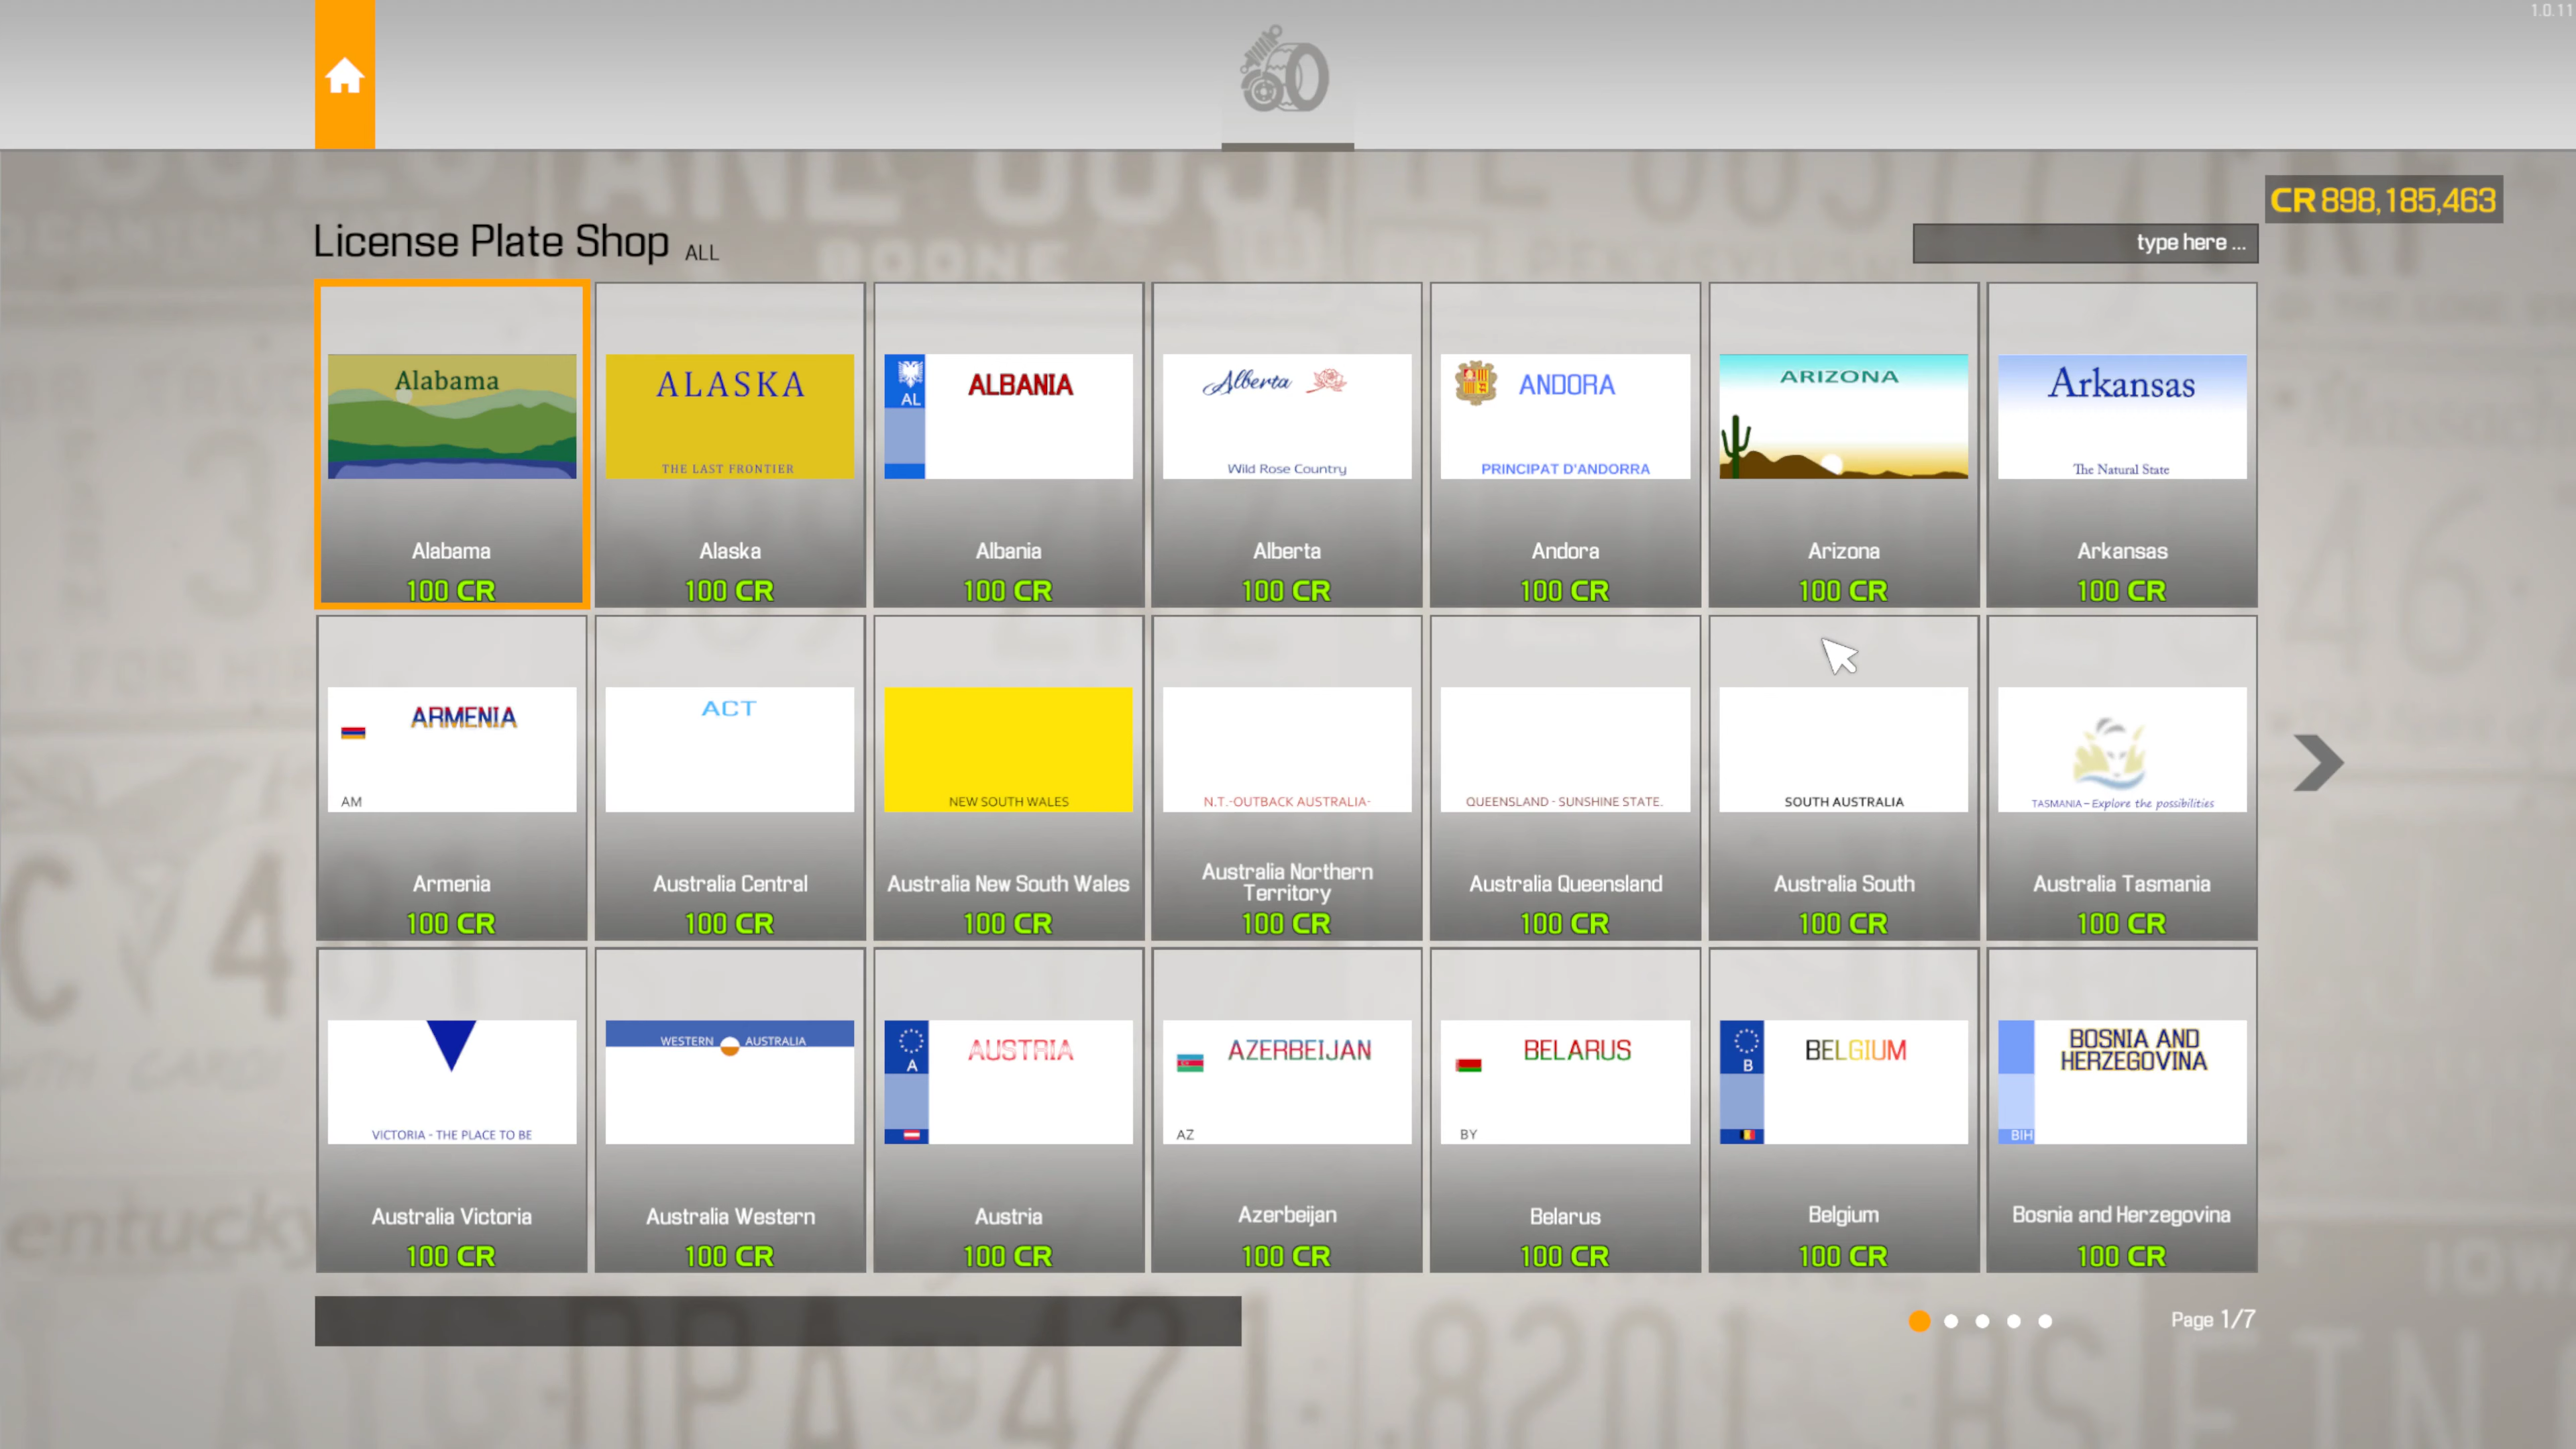 1.0.11
CR 898,185,463
License Plate Shop ALL
type here ...
Alabama
ALASKA
THE LAST FRONTIER
AL
ALBANIA
Alberta
Wild Rose Country
ANDORA
PRINCIPAT D'ANDORRA
ARIZONA
Arkansas
The Natural State
Alabama
Alaska
Albania
Alberta
Andora
Arizona
Arkansas
100 CR
100 CR
100 CR
100 CR
100 CR
100 CR
100 CR
ARMENIA
AM
ACT
NEW SOUTH WALES
N.T.-OUTBACK AUSTRALIA-
QUEENSLAND - SUNSHINE STATE.
SOUTH AUSTRALIA
TASMANIA – Explore the possibilities
Armenia
Australia Central
Australia New South Wales
Australia Northern
Territory
Australia Queensland
Australia South
Australia Tasmania
100 CR
100 CR
100 CR
100 CR
100 CR
100 CR
100 CR
VICTORIA - THE PLACE TO BE
WESTERN AUSTRALIA
A
AUSTRIA
AZERBEIJAN
AZ
BELARUS
BY
B
BELGIUM
BOSNIA AND
HERZEGOVINA
BiH
Australia Victoria
Australia Western
Austria
Azerbeijan
Belarus
Belgium
Bosnia and Herzegovina
100 CR
100 CR
100 CR
100 CR
100 CR
100 CR
100 CR
Page 1/7